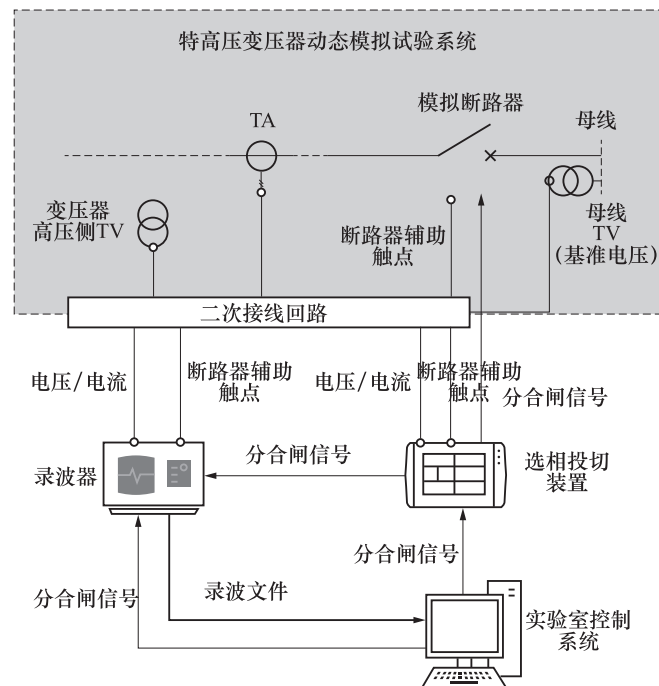 特高压变压器动态模拟试验系统
模拟断路器
TA
母线
变压器
高压侧TV
断路器辅助
触点
母线
TV
(基准电压)
二次接线回路
电压/电流
断路器辅助
触点
电压/电流
断路器辅助
触点
分合闸信号
录波器
分合闸信号
选相投切
装置
分合闸信号
分合闸信号
录波文件
实验室控制
系统